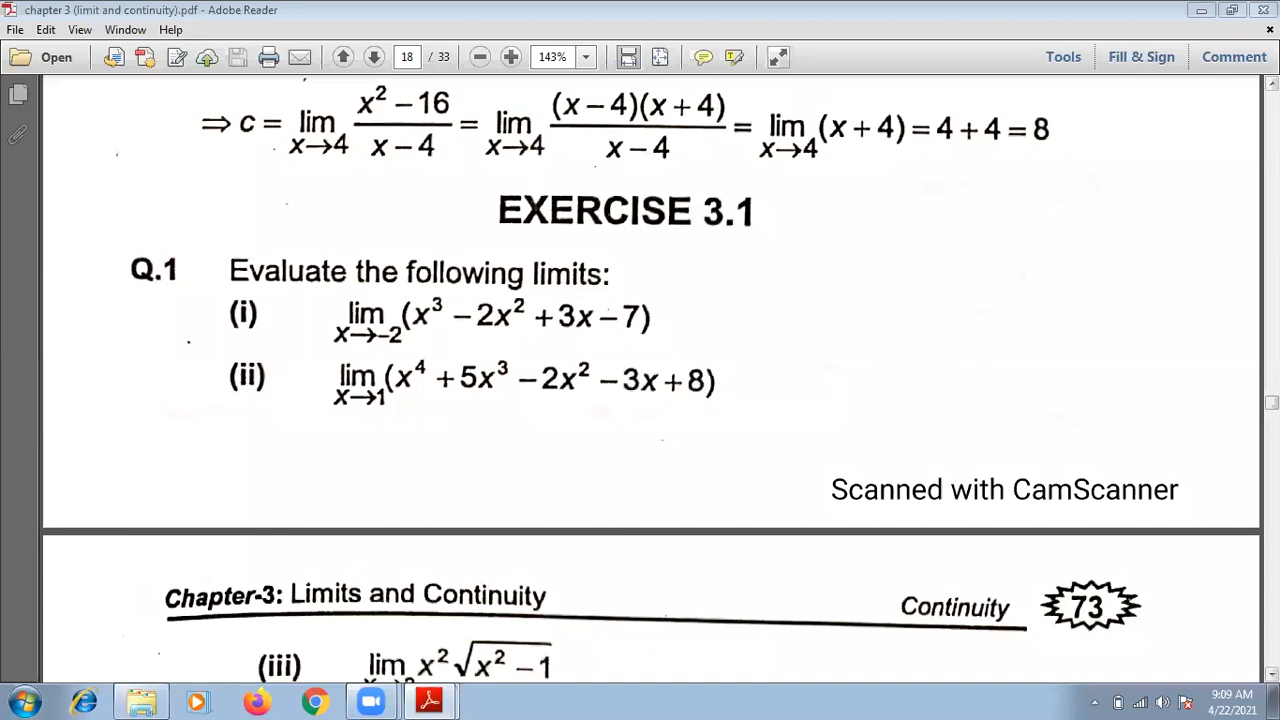 chapter 3 (limit and continuity).pdf - Adobe Reader
File Edit View Window Help
Open 18 / 33 143% Tools Fill & Sign Comment
⇒ c = lim x→4 (x² − 16)/(x − 4) = lim x→4 ((x − 4)(x + 4))/(x − 4) = lim x→4 (x + 4) = 4 + 4 = 8
EXERCISE 3.1
Q.1 Evaluate the following limits:
(i) lim x→−2 (x³ − 2x² + 3x − 7)
(ii) lim x→1 (x⁴ + 5x³ − 2x² − 3x + 8)
Scanned with CamScanner
Chapter-3: Limits and Continuity Continuity 73
(iii) lim x² √(x² − 1)
9:09 AM
4/22/2021